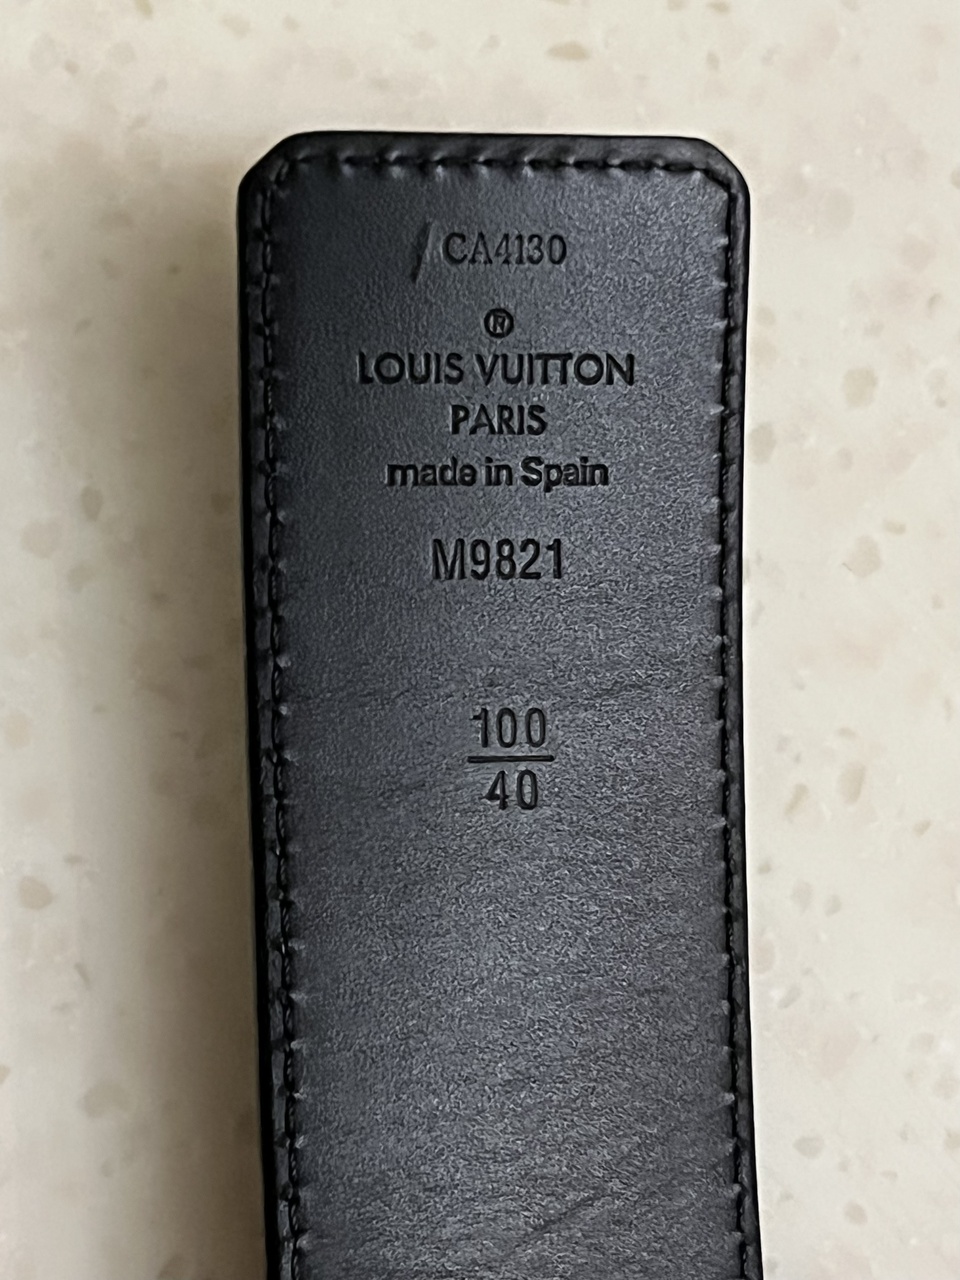 CA4130
®
LOUIS VUITTON
PARIS
made in Spain
M9821
100
40